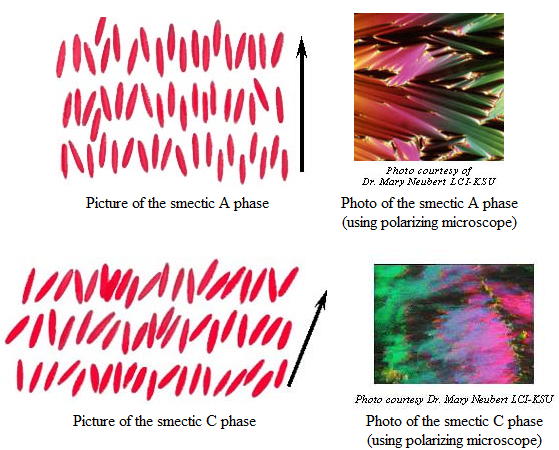 Photo courtesy of
Dr. Mary Neubert LCI-KSU
Picture of the smectic A phase
Photo of the smectic A phase
(using polarizing microscope)
Photo courtesy Dr. Mary Neubert LCI-KSU
Picture of the smectic C phase
Photo of the smectic C phase
(using polarizing microscope)